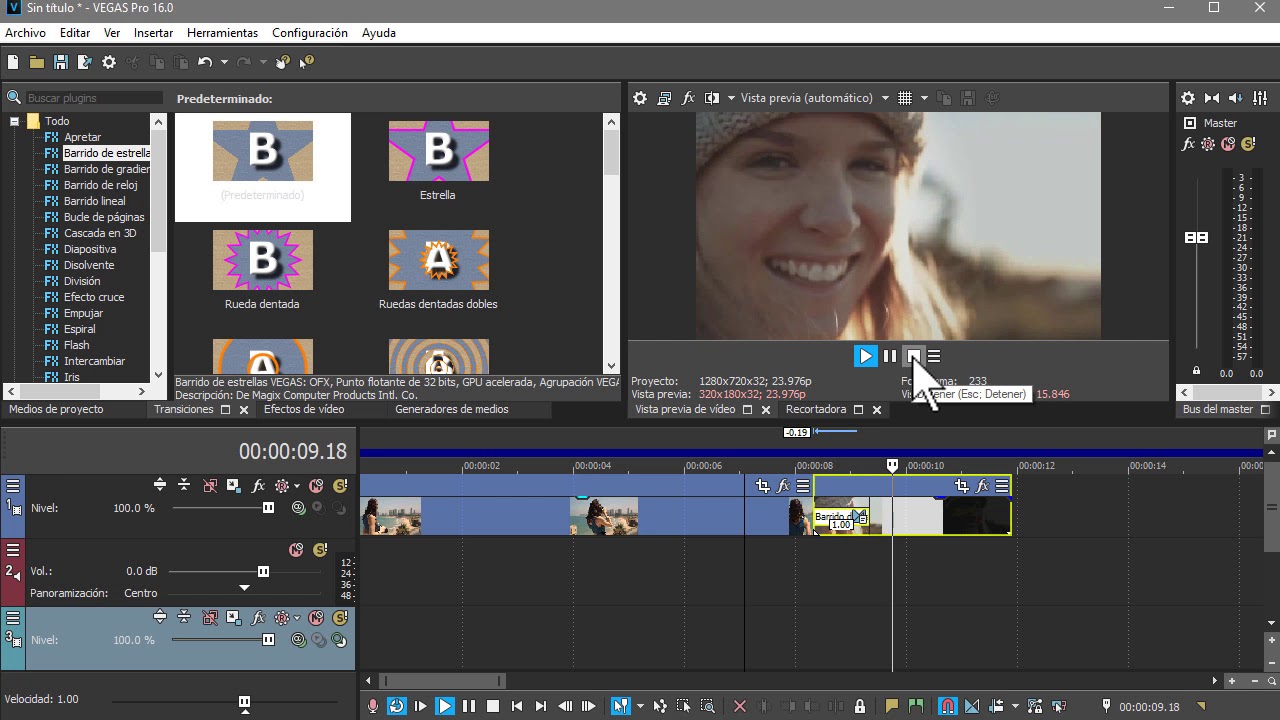 Sin título * - VEGAS Pro 16.0
Archivo Editar Ver Insertar Herramientas Configuración Ayuda
Buscar plugins
Todo
Apretar
Barrido de estrella
Barrido de gradier
Barrido de reloj
Barrido lineal
Bucle de páginas
Cascada en 3D
Diapositiva
Disolvente
División
Efecto cruce
Empujar
Espiral
Flash
Intercambiar
Iris
Predeterminado:
(Predeterminado)
Estrella
Rueda dentada
Ruedas dentadas dobles
Barrido de estrellas VEGAS: OFX, Punto flotante de 32 bits, GPU acelerada, Agrupación VEGA
Descripción: De Magix Computer Products Intl. Co.
Medios de proyecto Transiciones Efectos de vídeo Generadores de medios
Vista previa (automático)
Proyecto: 1280x720x32; 23.976p
233
Vista previa: 320x180x32; 23.976p
(Esc; Detener) 15.846
Vista previa de vídeo Recortadora
Master
-3
-6
-9
-12
-15
-18
-21
-24
-27
-30
-33
-36
-39
-42
-45
-48
-51
-54
-57
0.0 0.0
Bus del master
00:00:09.18
-0.19
00:00:02 00:00:04 00:00:06 00:00:08 00:00:10 00:00:12 00:00:14
1
Nivel: 100.0 %
Barrido d
1.00
2
Vol.: 0.0 dB
Panoramización: Centro
12-
24-
36-
48-
3
Nivel: 100.0 %
Velocidad: 1.00
00:00:09.18